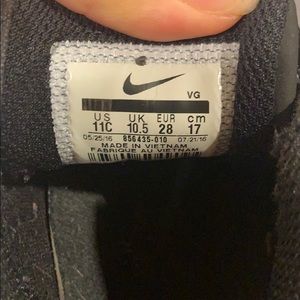 VG
US UK EUR cm
11C 10.5 28 17
05/25/16 856435-010 07/21/16
MADE IN VIETNAM
FABRIQUE AU VIETNAM